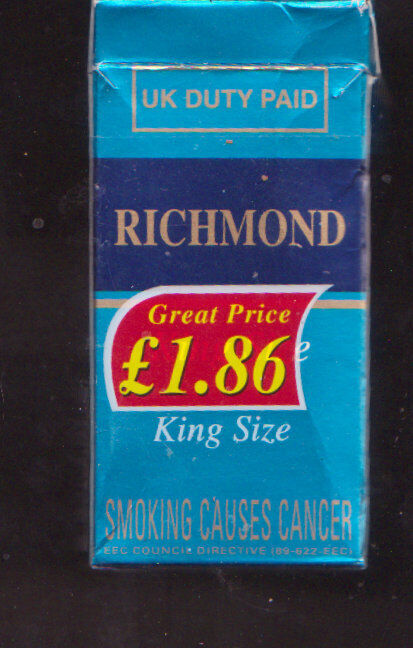 UK DUTY PAID
RICHMOND
Great Price
£1.86
e
King Size
SMOKING CAUSES CANCER
EEC COUNCIL DIRECTIVE (89-622-EEC)